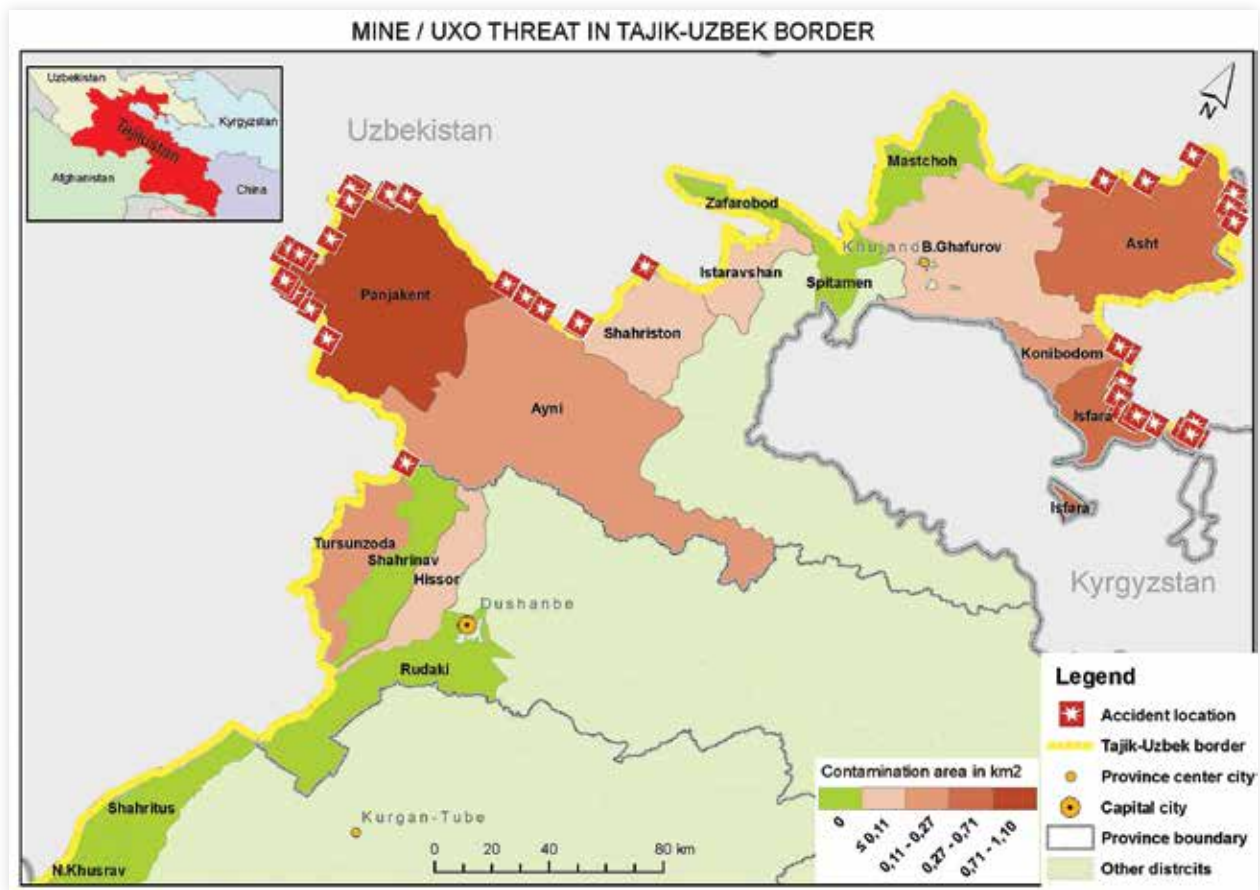 MINE / UXO THREAT IN TAJIK-UZBEK BORDER
Uzbekistan
Kyrgyzstan
Tajikistan
Afghanistan
China
Uzbekistan
N
Mastchoh
Zafarobod
Khujand
B.Ghafurov
Asht
Istaravshan
Spitamen
Panjakent
Shahriston
Konibodom
Ayni
Isfara
Isfara
Tursunzoda
Shahrinav
Hissor
Kyrgyzstan
Dushanbe
Rudaki
Shahritus
Kurgan-Tube
N.Khusrav
0 20 40 80 km
Contamination area in km2
0
≤ 0,11
0,11 - 0,27
0,27 - 0,71
0,71 - 1,10
Legend
Accident location
Tajik-Uzbek border
Province center city
Capital city
Province boundary
Other distrcits